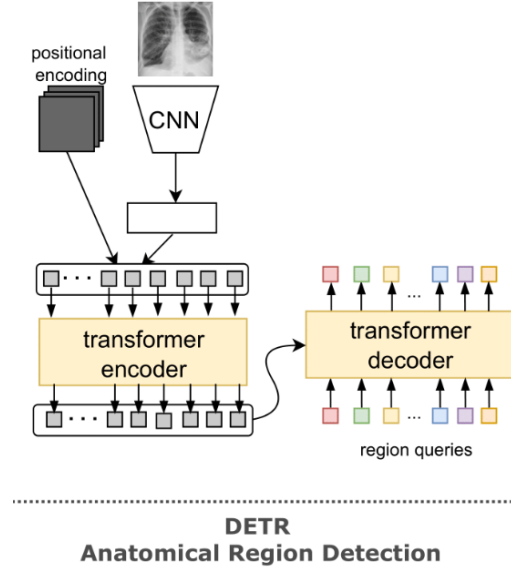 positional
encoding
CNN
transformer
encoder
transformer
decoder
region queries
DETR
Anatomical Region Detection